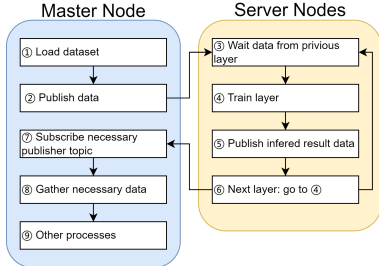 Master Node
① Load dataset
② Publish data
⑦ Subscribe necessary
publisher topic
⑧ Gather necessary data
⑨ Other processes
Server Nodes
③ Wait data from privious
layer
④ Train layer
⑤ Publish infered result data
⑥ Next layer: go to ④